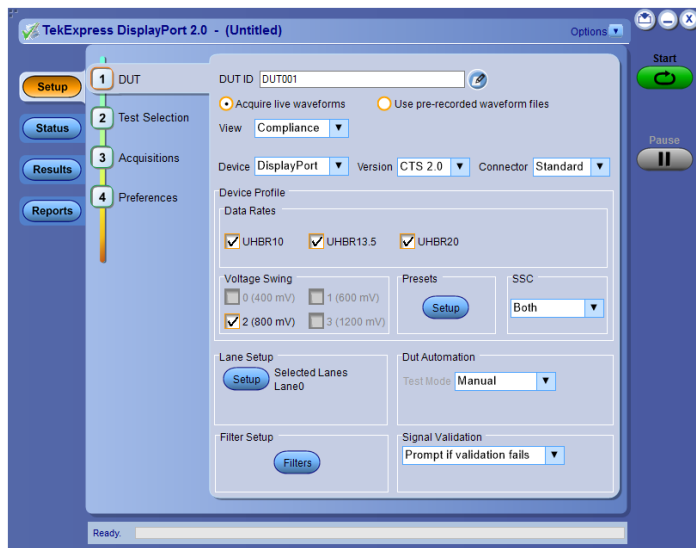 TekExpress DisplayPort 2.0 - (Untitled)
Options
Start
Setup
Status
Results
Reports
1 DUT
2 Test Selection
3 Acquisitions
4 Preferences
DUT ID DUT001
Acquire live waveforms Use pre-recorded waveform files
View Compliance
Device DisplayPort Version CTS 2.0 Connector Standard
Device Profile
Data Rates
UHBR10 UHBR13.5 UHBR20
Voltage Swing
0 (400 mV) 1 (600 mV)
2 (800 mV) 3 (1200 mV)
Presets
Setup
SSC
Both
Lane Setup
Setup Selected Lanes
Lane0
Dut Automation
Test Mode Manual
Filter Setup
Filters
Signal Validation
Prompt if validation fails
Pause
Ready.